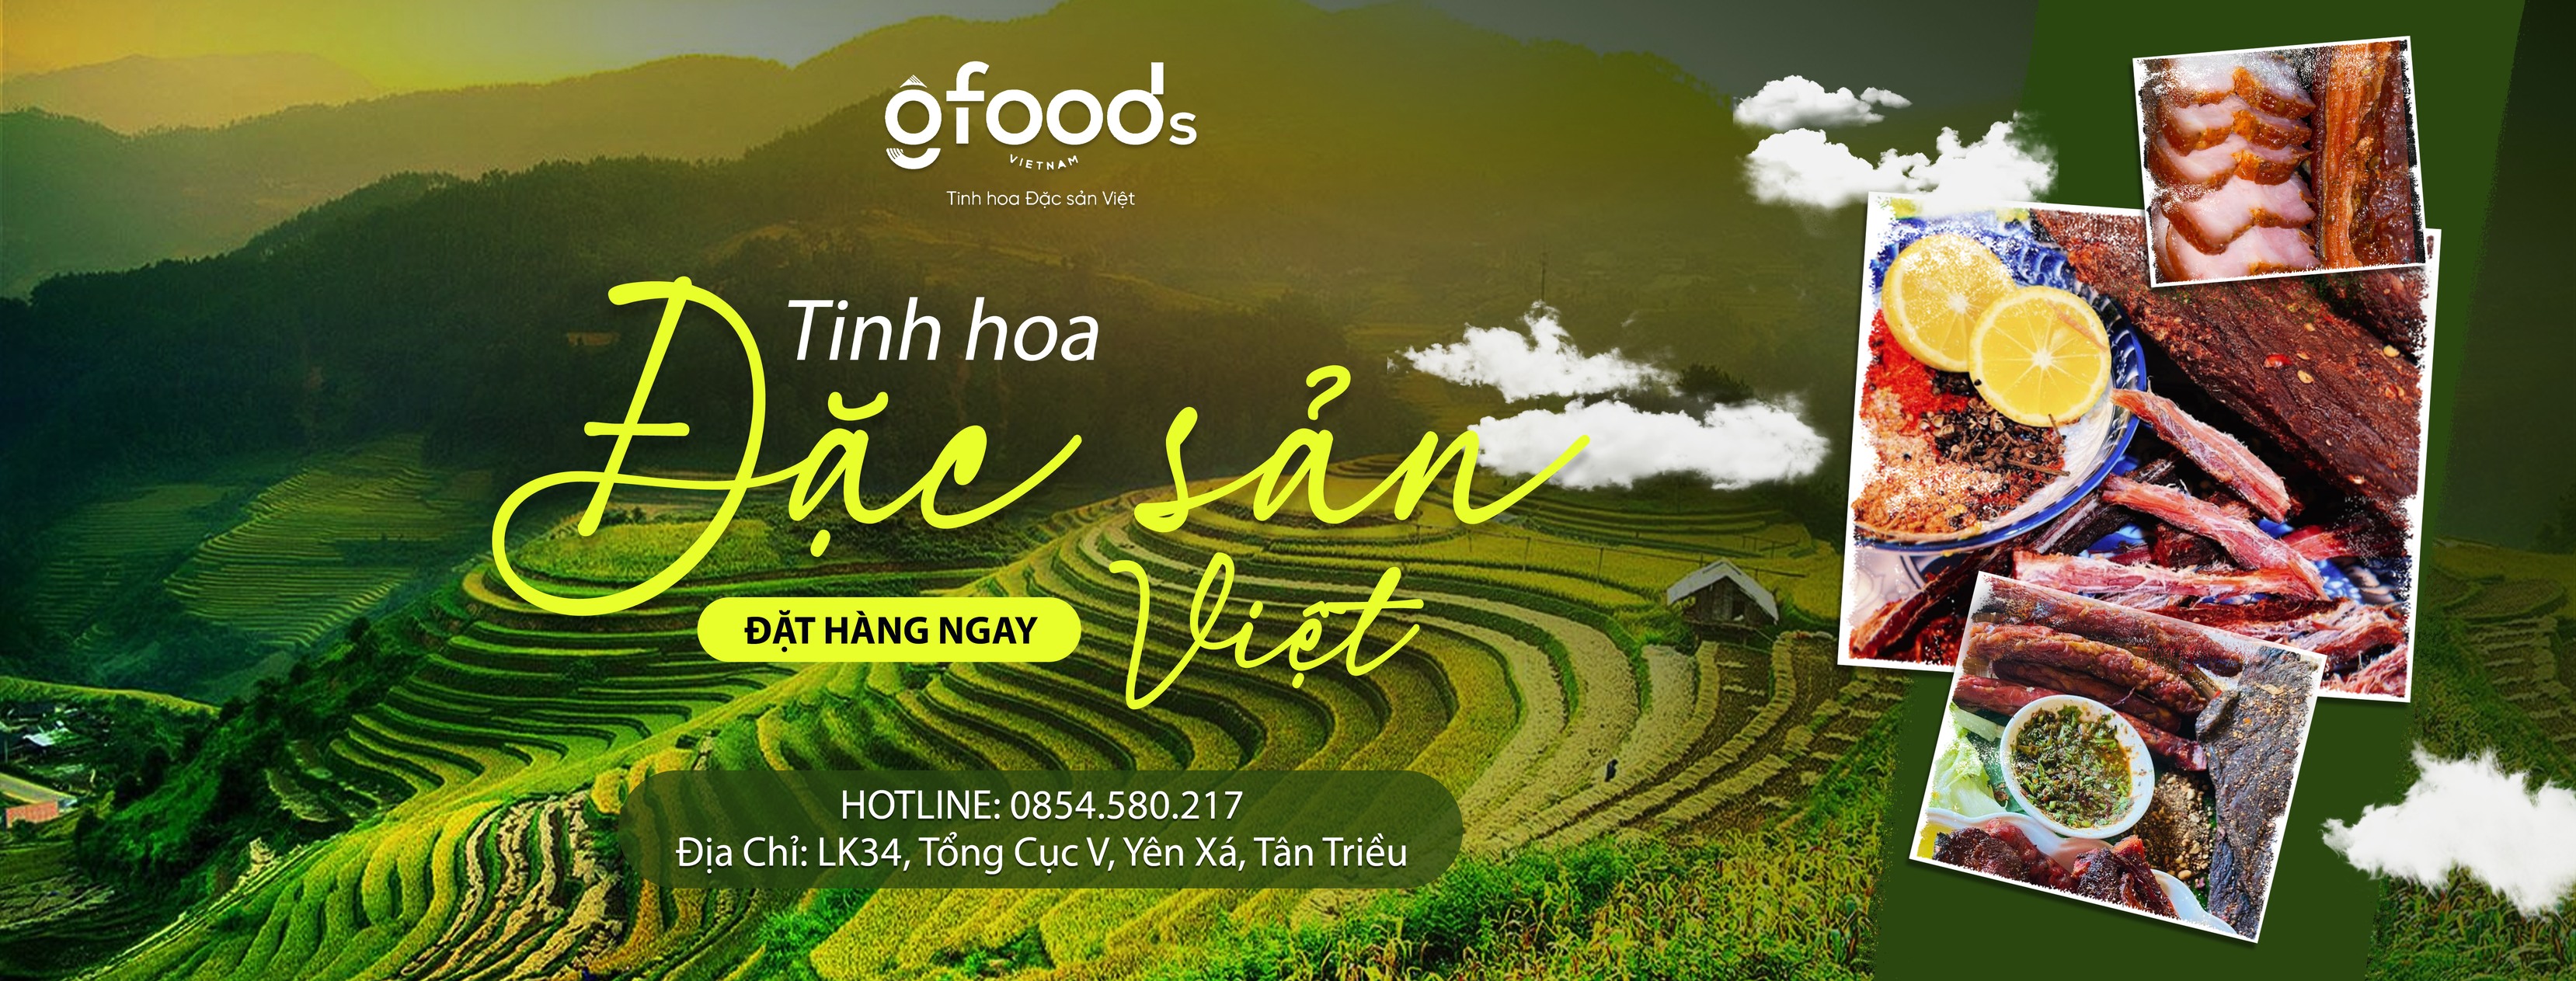 gfoods
VIETNAM
Tinh hoa Đặc sản Việt
Tinh hoa
Đặc sản
Việt
ĐẶT HÀNG NGAY
HOTLINE: 0854.580.217
Địa Chỉ: LK34, Tổng Cục V, Yên Xá, Tân Triều